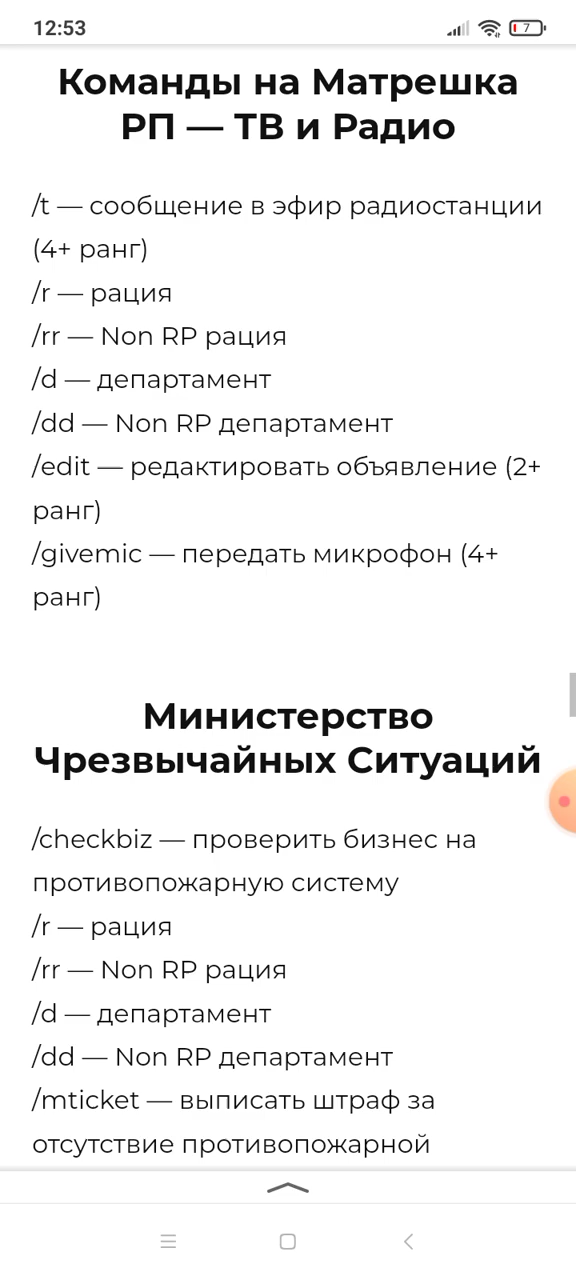 12:53
7
Команды на Матрешка
РП — ТВ и Радио
/t — сообщение в эфир радиостанции
(4+ ранг)
/r — рация
/rr — Non RP рация
/d — департамент
/dd — Non RP департамент
/edit — редактировать объявление (2+
ранг)
/givemic — передать микрофон (4+
ранг)
Министерство
Чрезвычайных Ситуаций
/checkbiz — проверить бизнес на
противопожарную систему
/r — рация
/rr — Non RP рация
/d — департамент
/dd — Non RP департамент
/mticket — выписать штраф за
отсутствие противопожарной